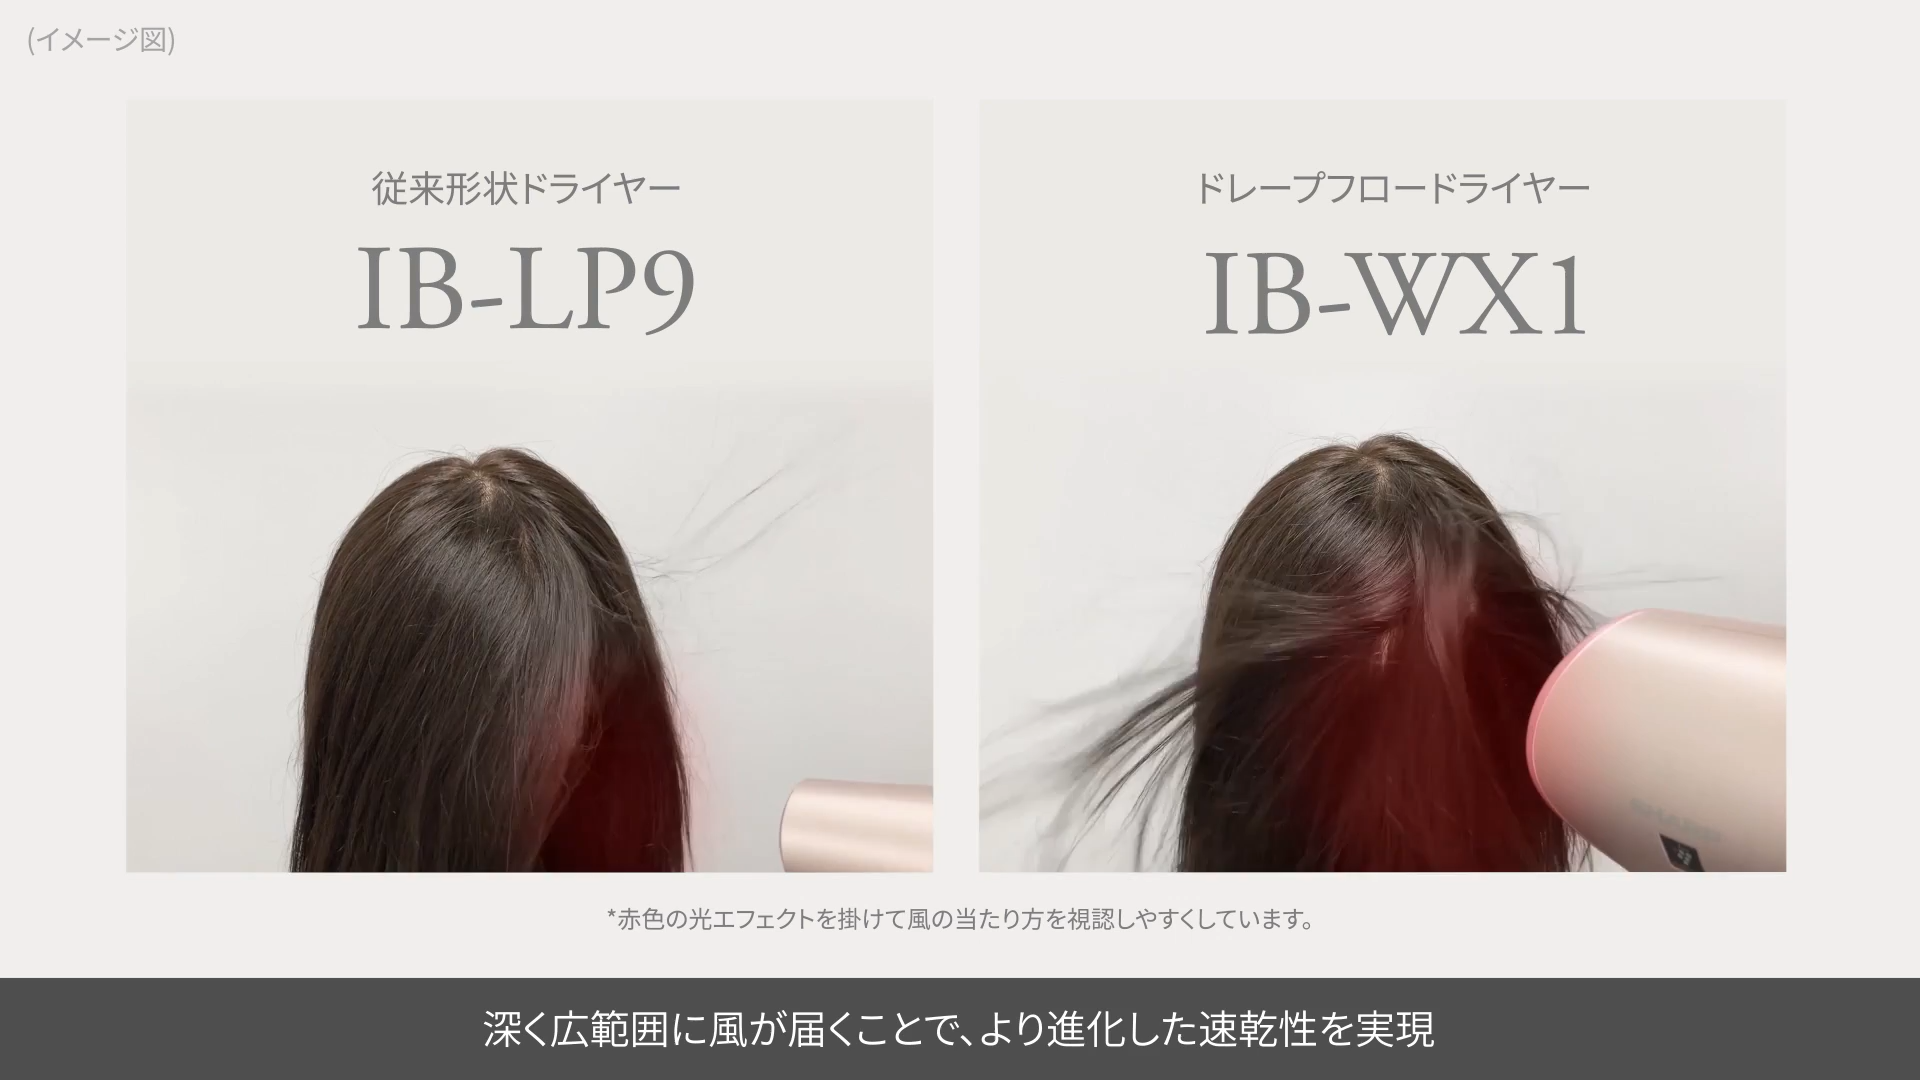 (イメージ図)
従来形状ドライヤー
IB-LP9
ドレープフロードライヤー
IB-WX1
*赤色の光エフェクトを掛けて風の当たり方を視認しやすくしています。
深く広範囲に風が届くことで、より進化した速乾性を実現